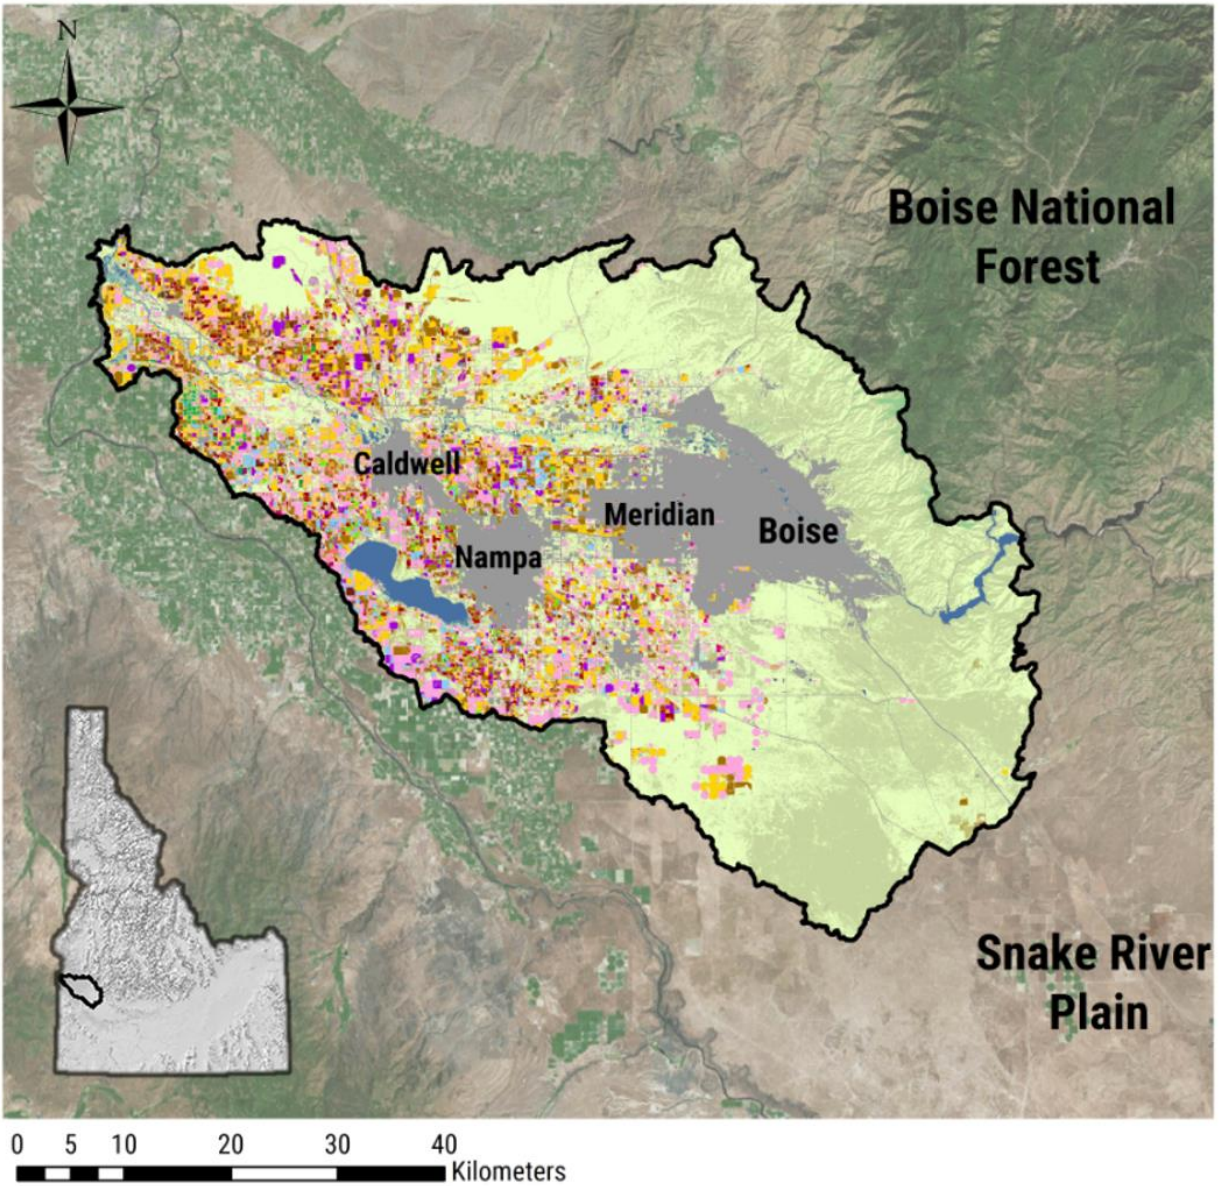 N
Boise National
Forest
Caldwell
Meridian
Boise
Nampa
Snake River
Plain
0 5 10 20 30 40
Kilometers